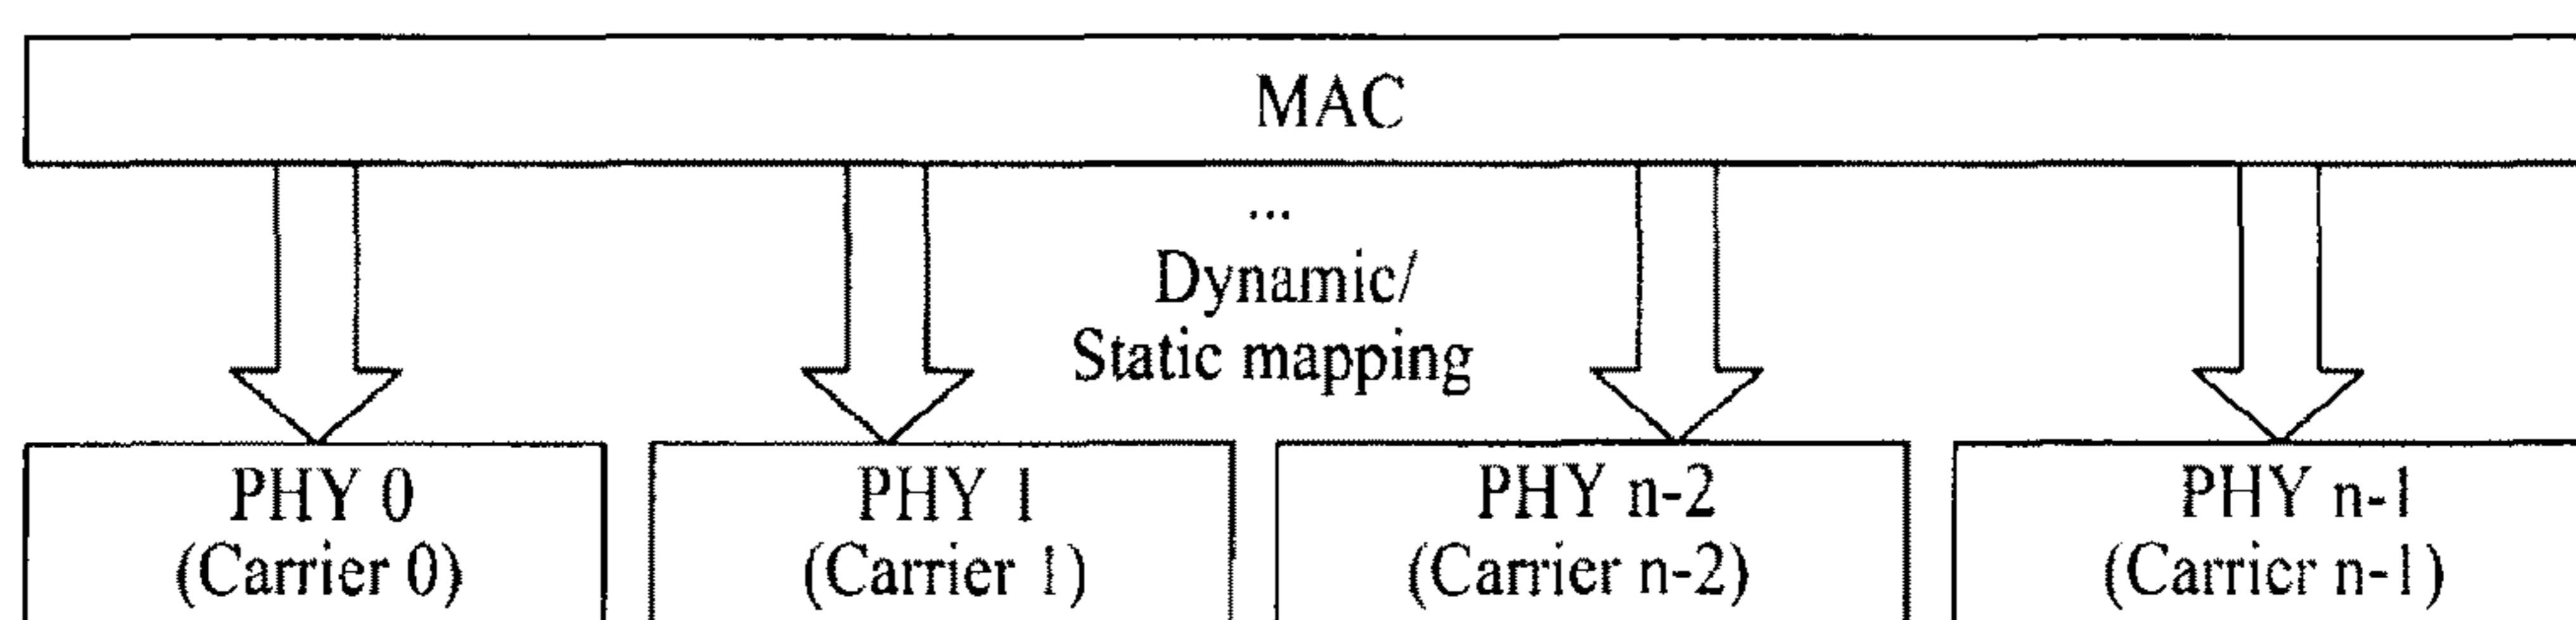 MAC
...
Dynamic/
Static mapping
PHY 0
(Carrier 0)
PHY 1
(Carrier 1)
PHY n-2
(Carrier n-2)
PHY n-1
(Carrier n-1)